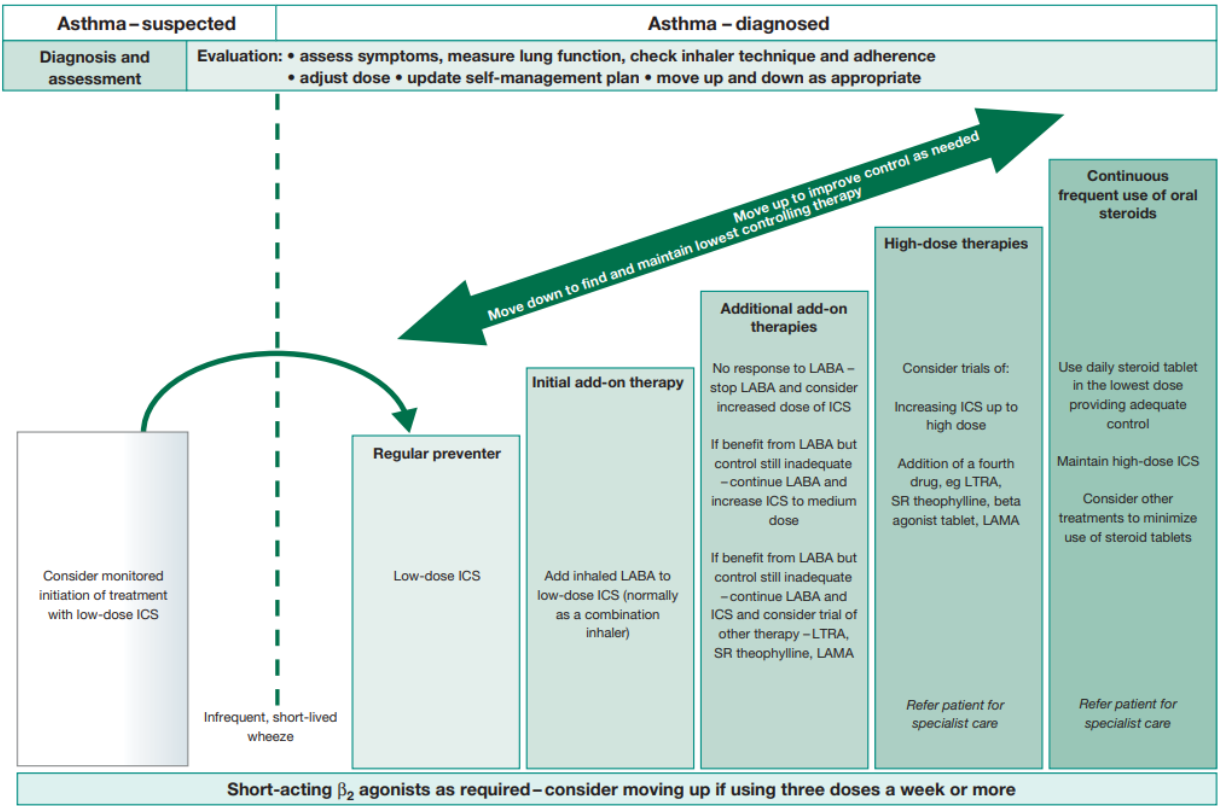 Asthma – suspected
Asthma – diagnosed
Diagnosis and
assessment
Evaluation: • assess symptoms, measure lung function, check inhaler technique and adherence
• adjust dose • update self-management plan • move up and down as appropriate
Move up to improve control as needed
Move down to find and maintain lowest controlling therapy
Consider monitored
initiation of treatment
with low-dose ICS
Infrequent, short-lived
wheeze
Regular preventer
Low-dose ICS
Initial add-on therapy
Add inhaled LABA to
low-dose ICS (normally
as a combination
inhaler)
Additional add-on
therapies
No response to LABA –
stop LABA and consider
increased dose of ICS
If benefit from LABA but
control still inadequate
– continue LABA and
increase ICS to medium
dose
If benefit from LABA but
control still inadequate
– continue LABA and
ICS and consider trial of
other therapy – LTRA,
SR theophylline, LAMA
High-dose therapies
Consider trials of:
Increasing ICS up to
high dose
Addition of a fourth
drug, eg LTRA,
SR theophylline, beta
agonist tablet, LAMA
Refer patient for
specialist care
Continuous
frequent use of oral
steroids
Use daily steroid tablet
in the lowest dose
providing adequate
control
Maintain high-dose ICS
Consider other
treatments to minimize
use of steroid tablets
Refer patient for
specialist care
Short-acting β₂ agonists as required – consider moving up if using three doses a week or more